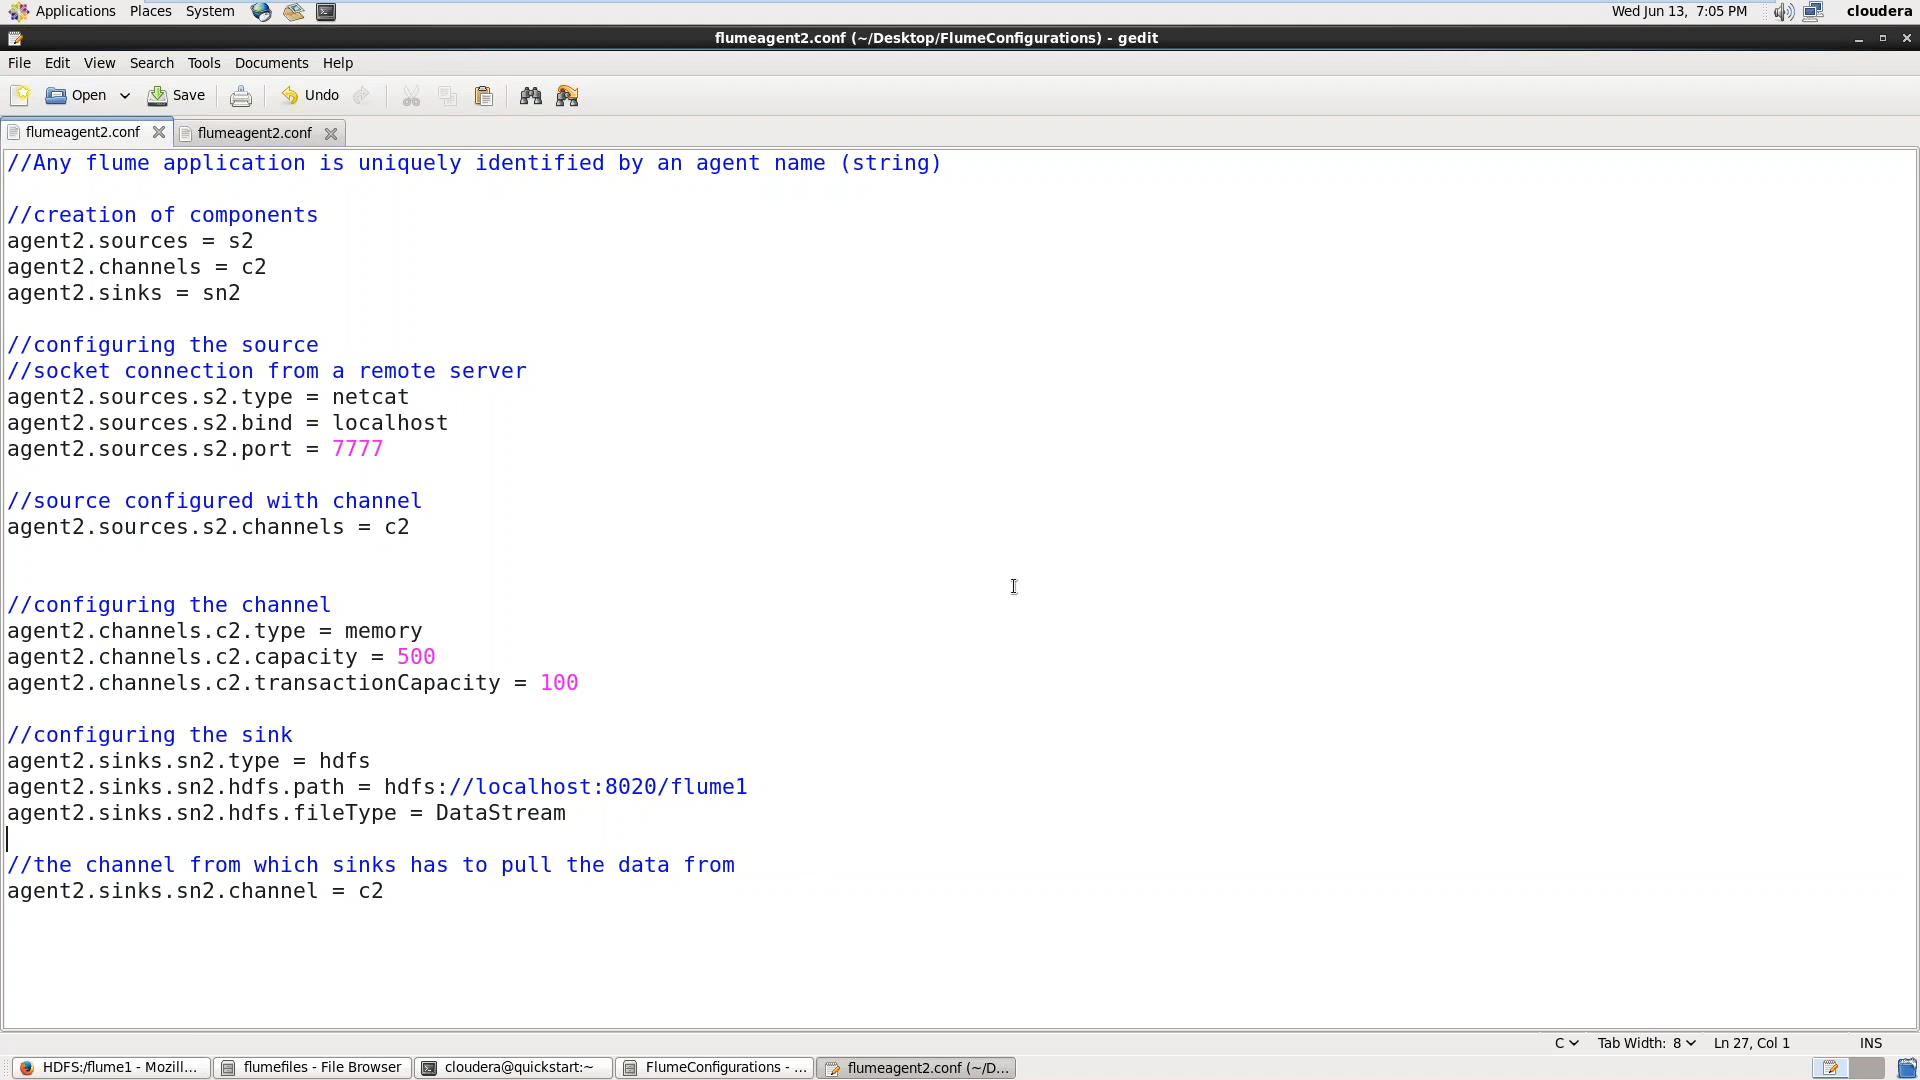 Applications Places System Wed Jun 13, 7:05 PM cloudera
flumeagent2.conf (~/Desktop/FlumeConfigurations) - gedit
File Edit View Search Tools Documents Help
Open Save Undo
flumeagent2.conf flumeagent2.conf
//Any flume application is uniquely identified by an agent name (string)
//creation of components
agent2.sources = s2
agent2.channels = c2
agent2.sinks = sn2
//configuring the source
//socket connection from a remote server
agent2.sources.s2.type = netcat
agent2.sources.s2.bind = localhost
agent2.sources.s2.port = 7777
//source configured with channel
agent2.sources.s2.channels = c2
//configuring the channel
agent2.channels.c2.type = memory
agent2.channels.c2.capacity = 500
agent2.channels.c2.transactionCapacity = 100
//configuring the sink
agent2.sinks.sn2.type = hdfs
agent2.sinks.sn2.hdfs.path = hdfs://localhost:8020/flume1
agent2.sinks.sn2.hdfs.fileType = DataStream
//the channel from which sinks has to pull the data from
agent2.sinks.sn2.channel = c2
C Tab Width: 8 Ln 27, Col 1 INS
HDFS:/flume1 - Mozill... flumefiles - File Browser cloudera@quickstart:~ FlumeConfigurations - ... flumeagent2.conf (~/D...